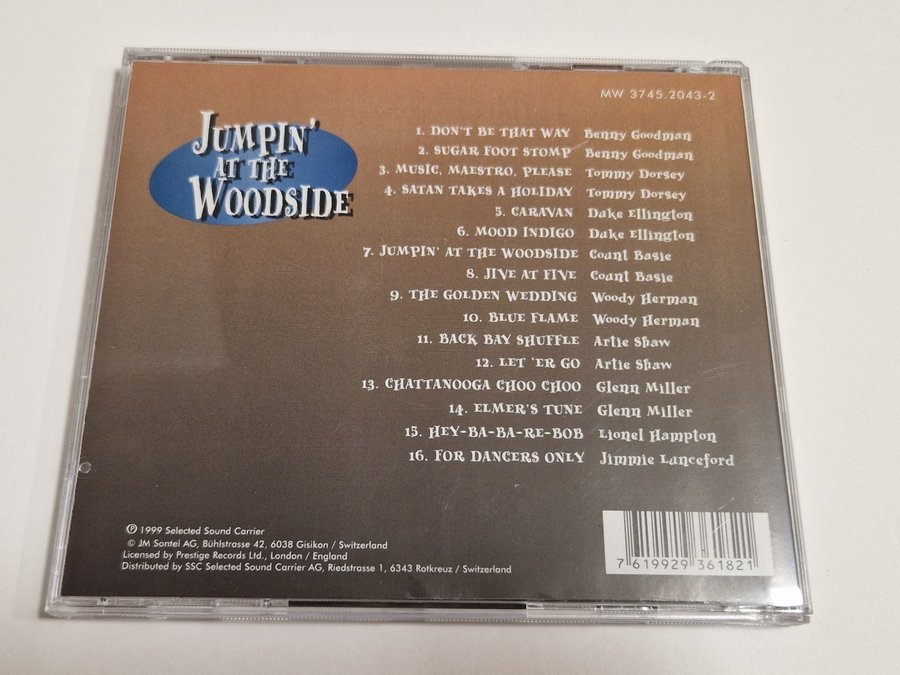 MW 3745.2043-2
JUMPIN'
AT THE
WOODSIDE
1. DON'T BE THAT WAY Benny Goodman
2. SUGAR FOOT STOMP Benny Goodman
3. MUSIC, MAESTRO, PLEASE Tommy Dorsey
4. SATAN TAKES A HOLIDAY Tommy Dorsey
5. CARAVAN Duke Ellington
6. MOOD INDIGO Duke Ellington
7. JUMPIN' AT THE WOODSIDE Count Basie
8. JIVE AT FIVE Count Basie
9. THE GOLDEN WEDDING Woody Herman
10. BLUE FLAME Woody Herman
11. BACK BAY SHUFFLE Artie Shaw
12. LET 'ER GO Artie Shaw
13. CHATTANOOGA CHOO CHOO Glenn Miller
14. ELMER'S TUNE Glenn Miller
15. HEY-BA-BA-RE-BOB Lionel Hampton
16. FOR DANCERS ONLY Jimmie Lunceford
℗ 1999 Selected Sound Carrier
© JM Sontel AG, Bühlstrasse 42, 6038 Gisikon / Switzerland
Licensed by Prestige Records Ltd., London / England
Distributed by SSC Selected Sound Carrier AG, Riedstrasse 1, 6343 Rotkreuz / Switzerland
7 619929 361821